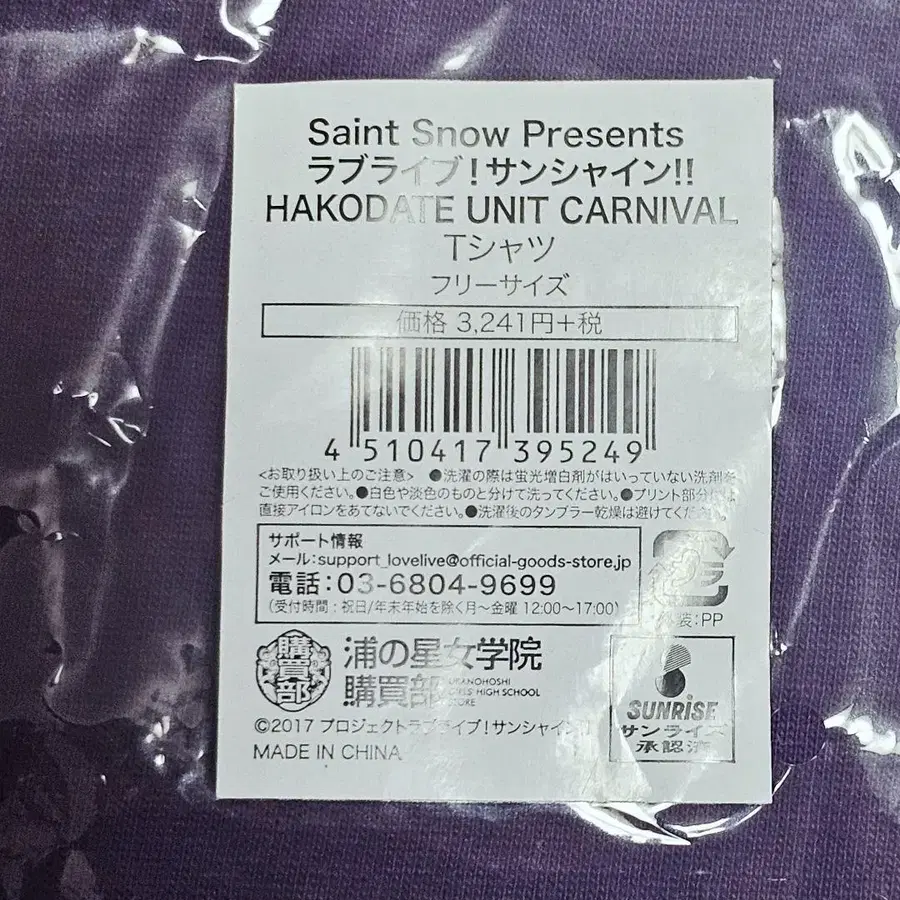 Saint Snow Presents
ラブライブ！サンシャイン!!
HAKODATE UNIT CARNIVAL
Tシャツ
フリーサイズ
価格 3,241円+税
4 510417 395249
<お取り扱い上のご注意> ●洗濯の際は蛍光増白剤がはいっていない洗剤を
ご使用ください。●白色や淡色のものと分けて洗ってください。●プリント部分には
直接アイロンをあてないでください。●洗濯後のタンブラー乾燥は避けてください。
サポート情報
メール:support_lovelive@official-goods-store.jp
電話:03-6804-9699
(受付時間：祝日/年末年始を除く月～金曜 12:00～17:00)
プラ
外装:PP
購買部
浦の星女学院
購買部
URANOHOSHI
GIRLS' HIGH SCHOOL
STORE
SUNRISE
サンライズ
承認済
©2017 プロジェクトラブライブ！サンシャイン!!
MADE IN CHINA